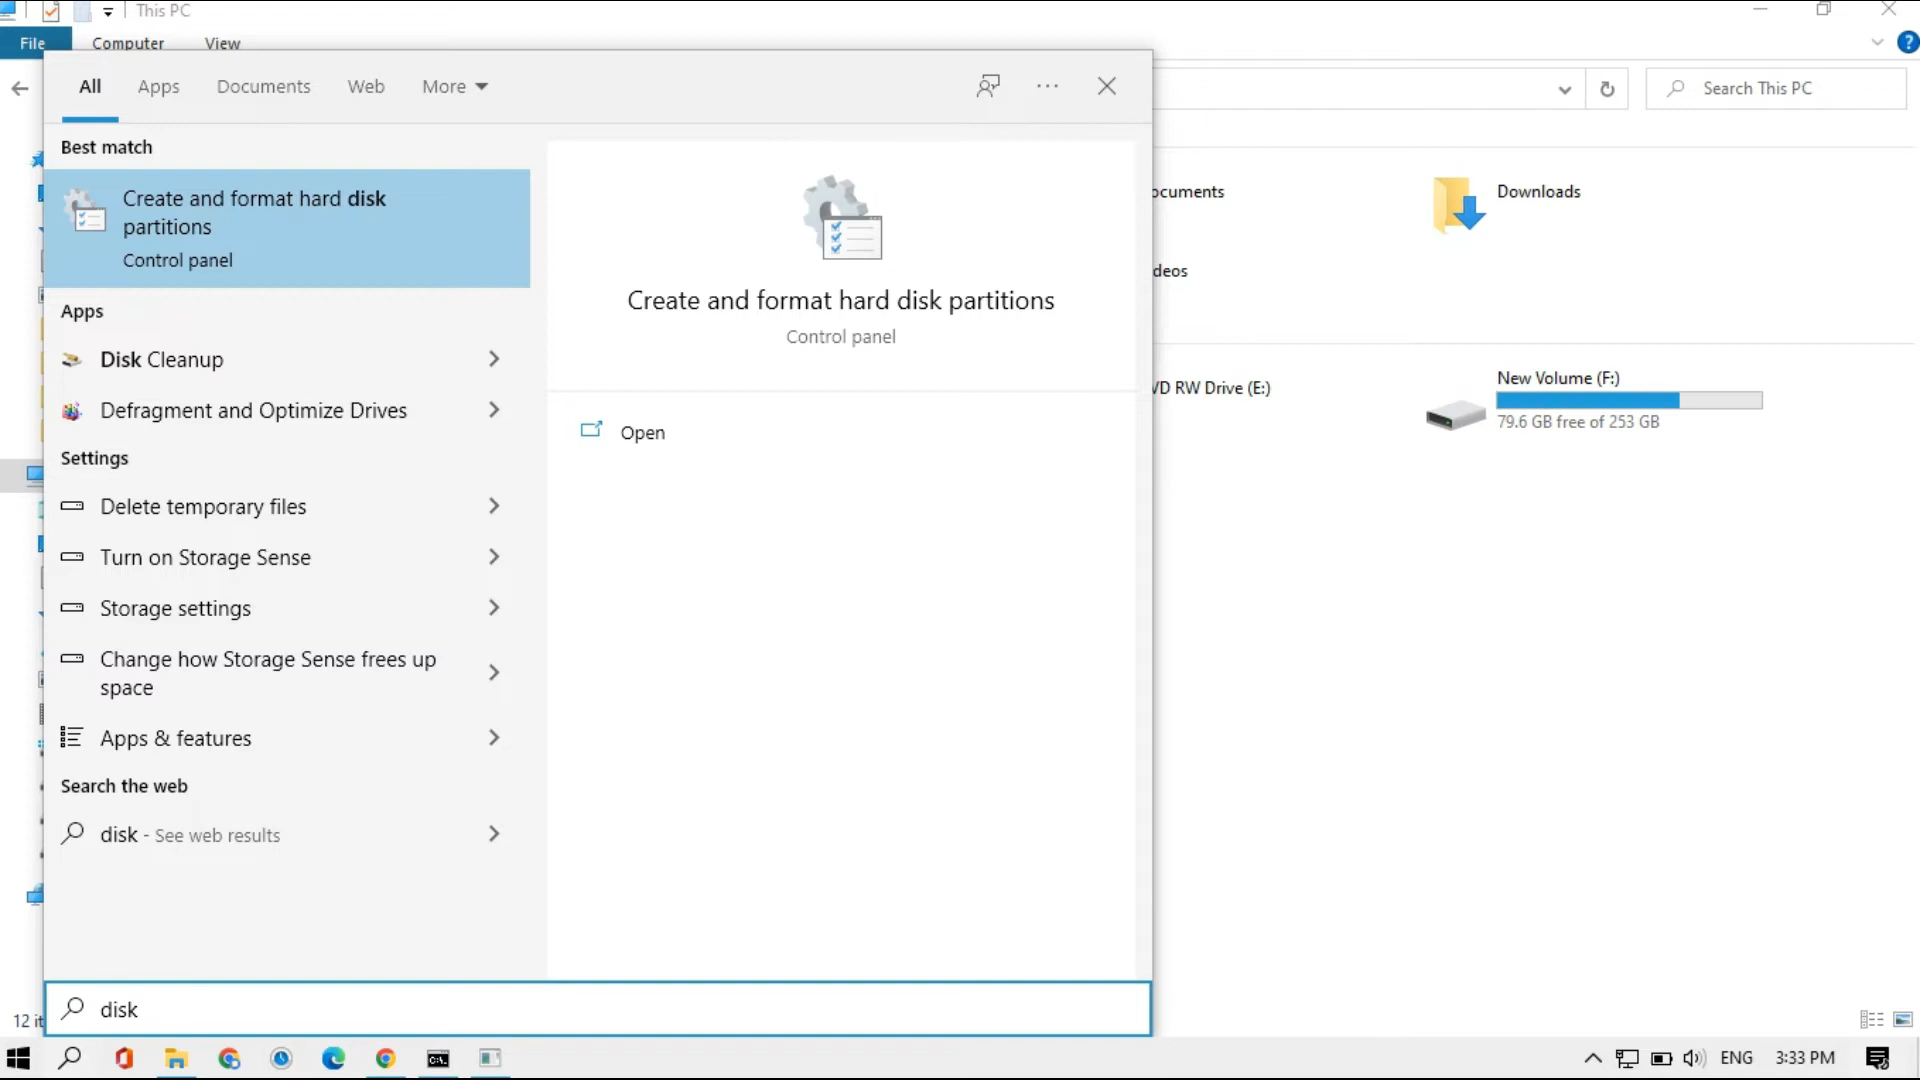 This PC
File Computer View
All Apps Documents Web More
Search This PC
Best match
Create and format hard disk
partitions
Control panel
Apps
Disk Cleanup
Defragment and Optimize Drives
Settings
Delete temporary files
Turn on Storage Sense
Storage settings
Change how Storage Sense frees up
space
Apps & features
Search the web
disk - See web results
Create and format hard disk partitions
Control panel
Open
ocuments
Downloads
deos
VD RW Drive (E:)
New Volume (F:)
79.6 GB free of 253 GB
disk
12 it
ENG 3:33 PM